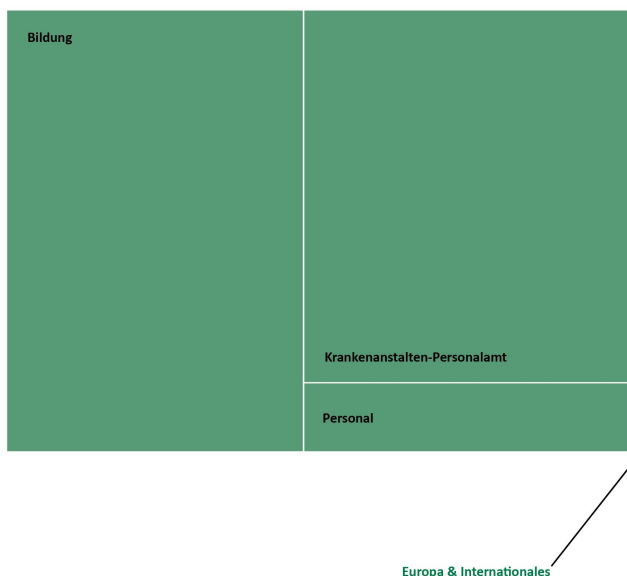 Bildung
Krankenanstalten-Personalamt
Personal
Europa & Internationales